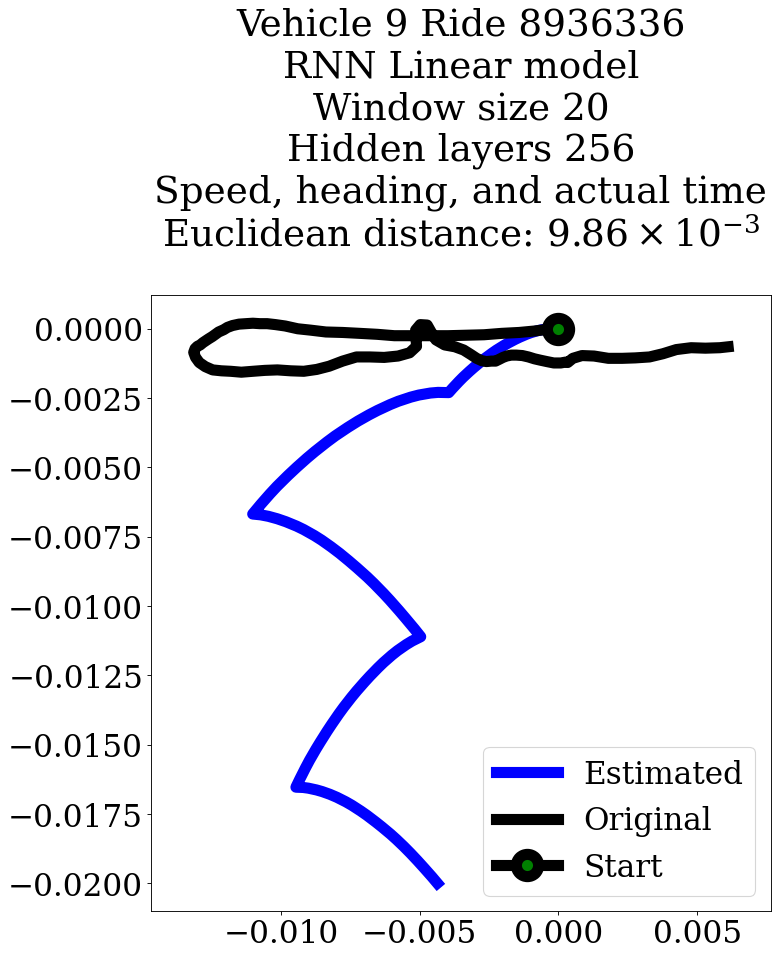 Vehicle 9 Ride 8936336
RNN Linear model
Window size 20
Hidden layers 256
Speed, heading, and actual time
Euclidean distance: 9.86 × 10⁻³
0.0000
−0.0025
−0.0050
−0.0075
−0.0100
−0.0125
−0.0150
−0.0175
−0.0200
Estimated
Original
Start
−0.010 −0.005 0.000 0.005